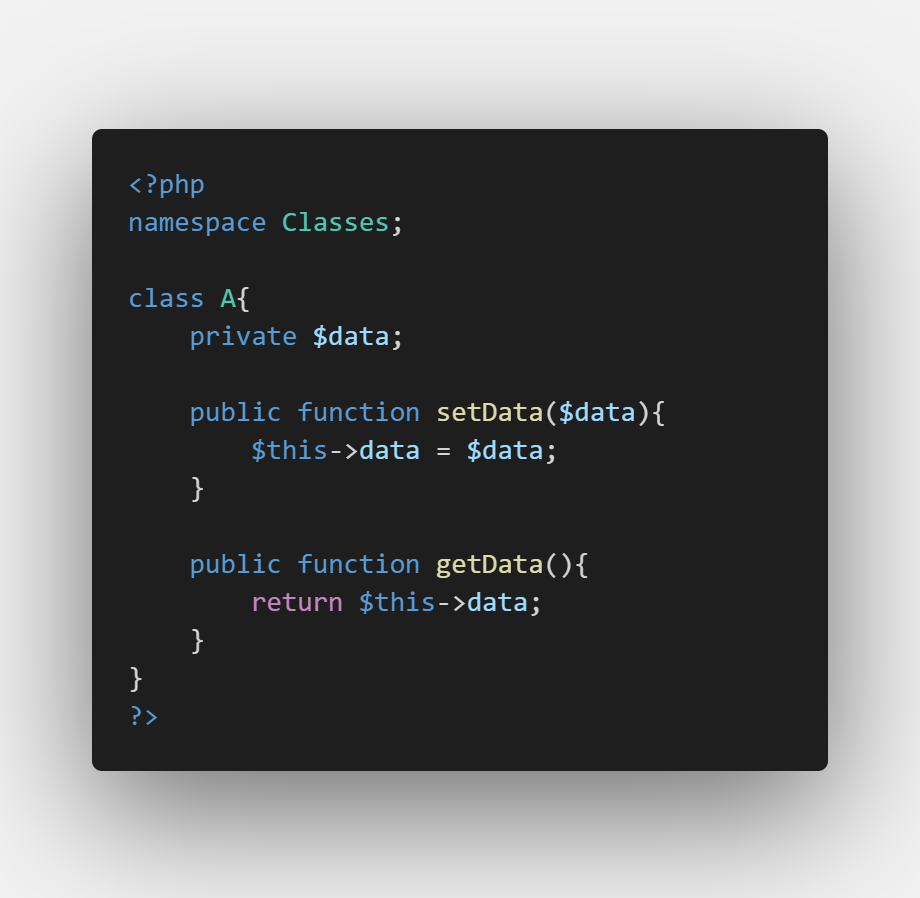 <?php
namespace Classes;

class A{
    private $data;

    public function setData($data){
        $this->data = $data;
    }

    public function getData(){
        return $this->data;
    }
}
?>